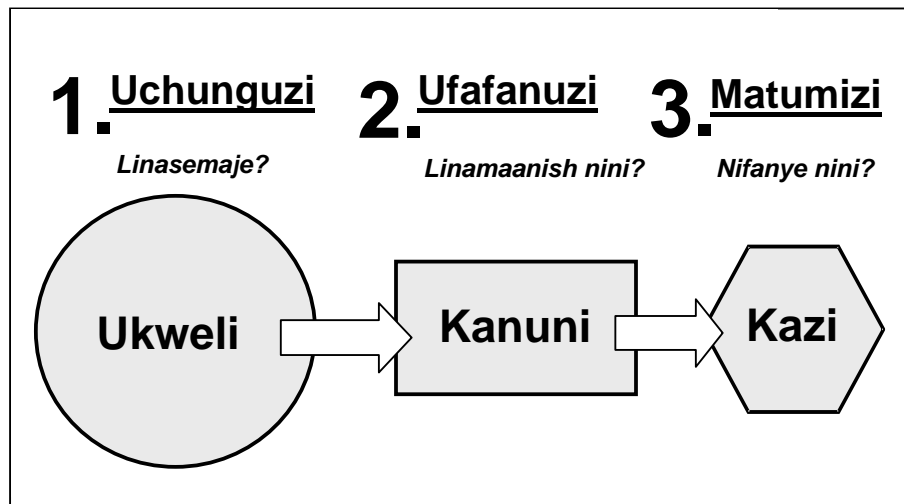 1. Uchunguzi
Linasemaje?
2. Ufafanuzi
Linamaanish nini?
3. Matumizi
Nifanye nini?
Ukweli
Kanuni
Kazi